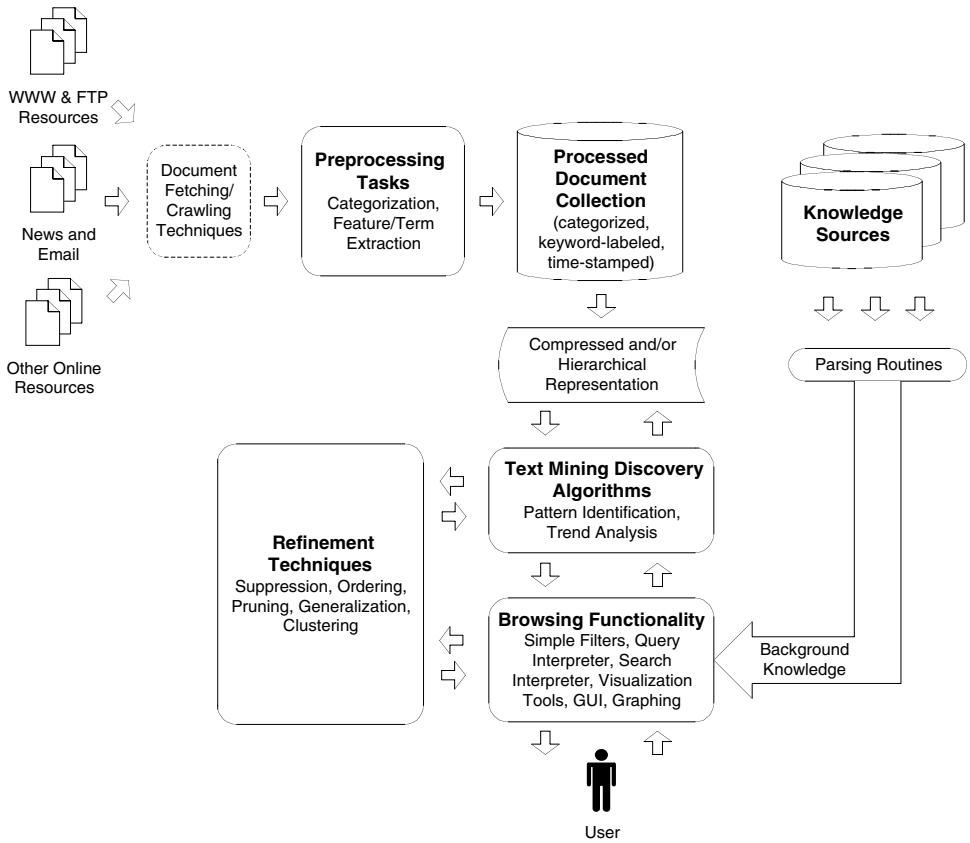 WWW & FTP
Resources
News and
Email
Other Online
Resources
Document
Fetching/
Crawling
Techniques
Preprocessing
Tasks
Categorization,
Feature/Term
Extraction
Processed
Document
Collection
(categorized,
keyword-labeled,
time-stamped)
Knowledge
Sources
Compressed and/or
Hierarchical
Representation
Parsing Routines
Text Mining Discovery
Algorithms
Pattern Identification,
Trend Analysis
Refinement
Techniques
Suppression, Ordering,
Pruning, Generalization,
Clustering
Browsing Functionality
Simple Filters, Query
Interpreter, Search
Interpreter, Visualization
Tools, GUI, Graphing
Background
Knowledge
User